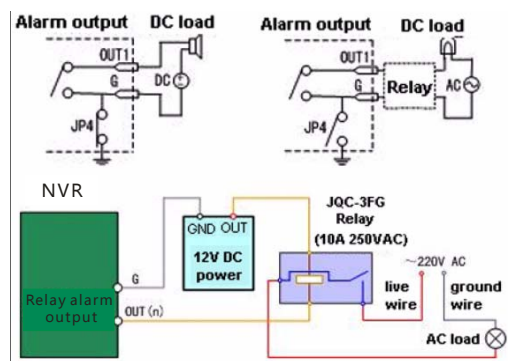 Alarm output
DC load
OUT1
G
DC
JP4
Alarm output
DC load
OUT1
G
Relay
AC
JP4
NVR
GND OUT
12V DC
power
JQC-3FG
Relay
(10A 250VAC)
G
Relay alarm
output
OUT (n)
～220V AC
live
wire
ground
wire
AC load